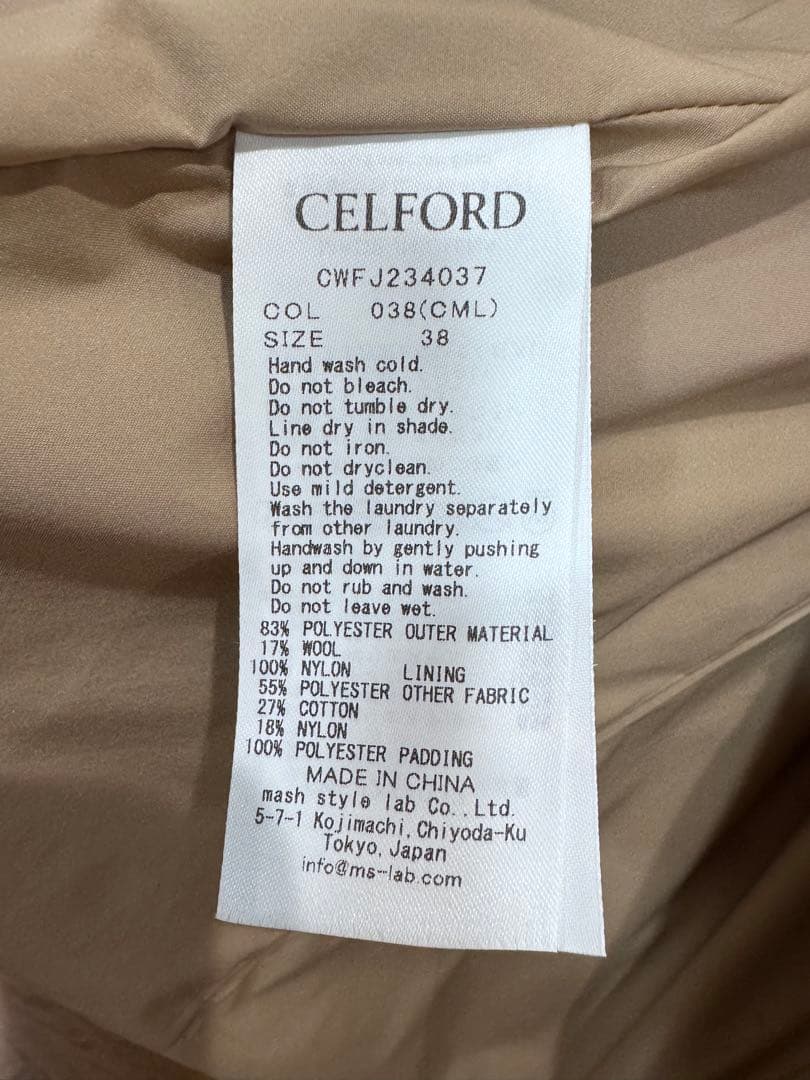 CELFORD
CWFJ234037
COL 038(CML)
SIZE 38
Hand wash cold.
Do not bleach.
Do not tumble dry.
Line dry in shade.
Do not iron.
Do not dryclean.
Use mild detergent.
Wash the laundry separately
from other laundry.
Handwash by gently pushing
up and down in water.
Do not rub and wash.
Do not leave wet.
83% POLYESTER OUTER MATERIAL
17% WOOL
100% NYLON LINING
55% POLYESTER OTHER FABRIC
27% COTTON
18% NYLON
100% POLYESTER PADDING
MADE IN CHINA
mash style lab Co.,Ltd.
5-7-1 Kojimachi,Chiyoda-Ku
Tokyo, Japan
info@ms-lab.com